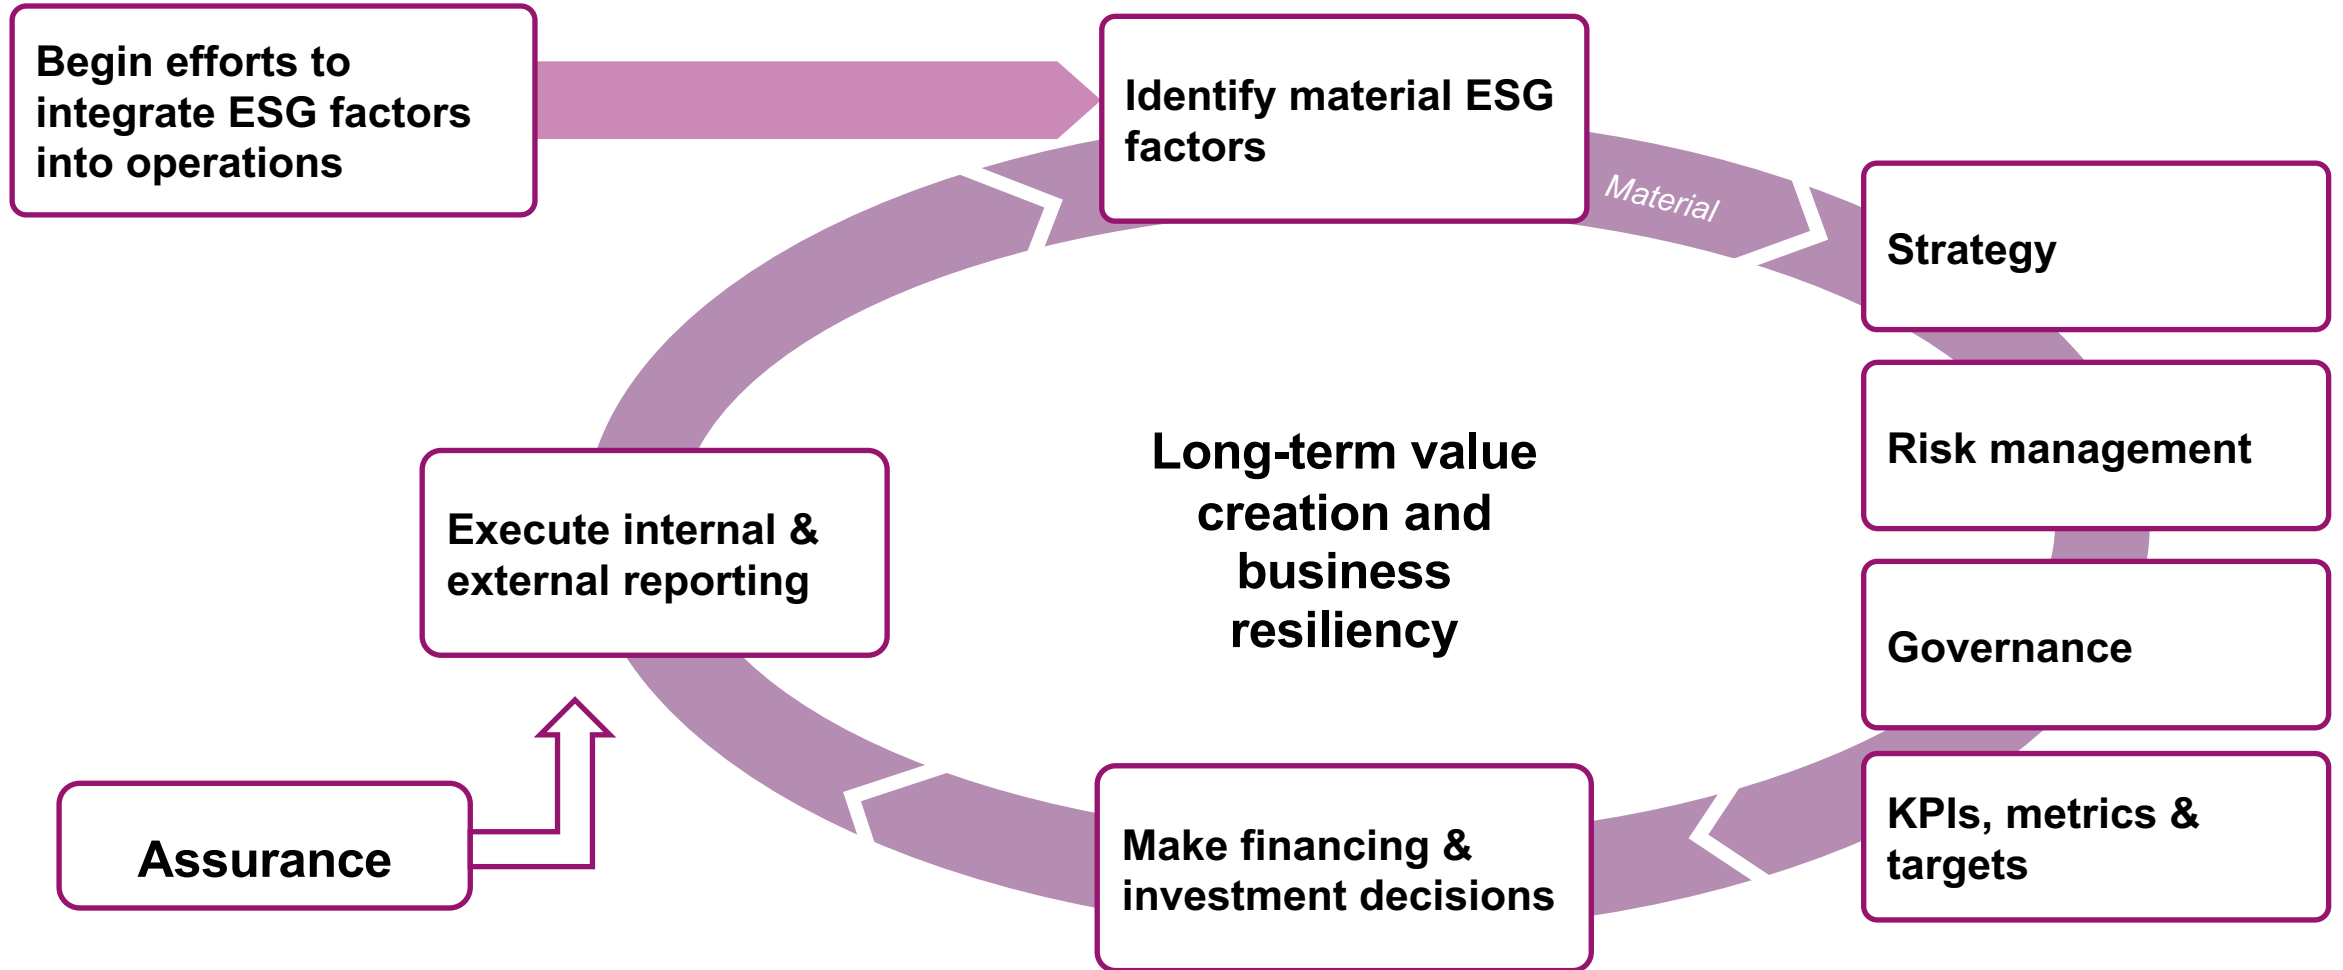 Begin efforts to
integrate ESG factors
into operations
Identify material ESG
factors
Material
Strategy
Risk management
Governance
KPIs, metrics &
targets
Long-term value
creation and
business
resiliency
Make financing &
investment decisions
Execute internal &
external reporting
Assurance